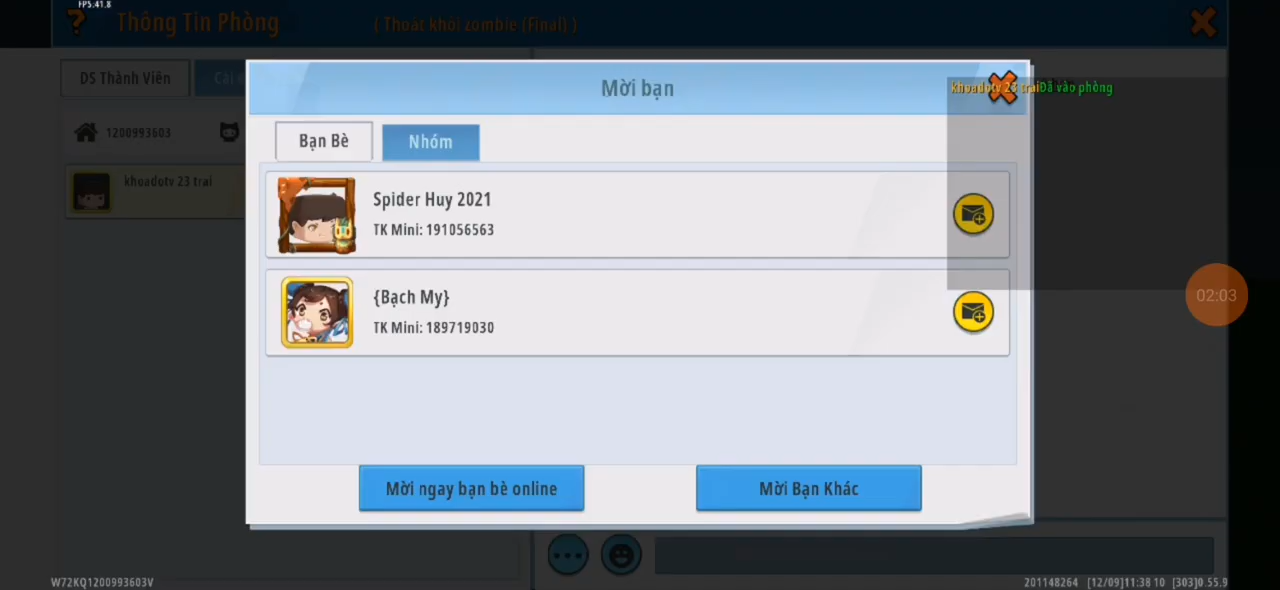 FPS:41.8
? Thông Tin Phòng
( Thoát khỏi zombie (Final) )
DS Thành Viên
Cài
Mời bạn
khoadotv 23 traiĐã vào phòng
1200993603
Bạn Bè
Nhóm
khoadotv 23 trai
Spider Huy 2021
TK Mini: 191056563
{Bạch My}
TK Mini: 189719030
02:03
Mời ngay bạn bè online
Mời Bạn Khác
W72KQ1200993603V
201148264 [12/09]11:38 10 [303]0.55.9